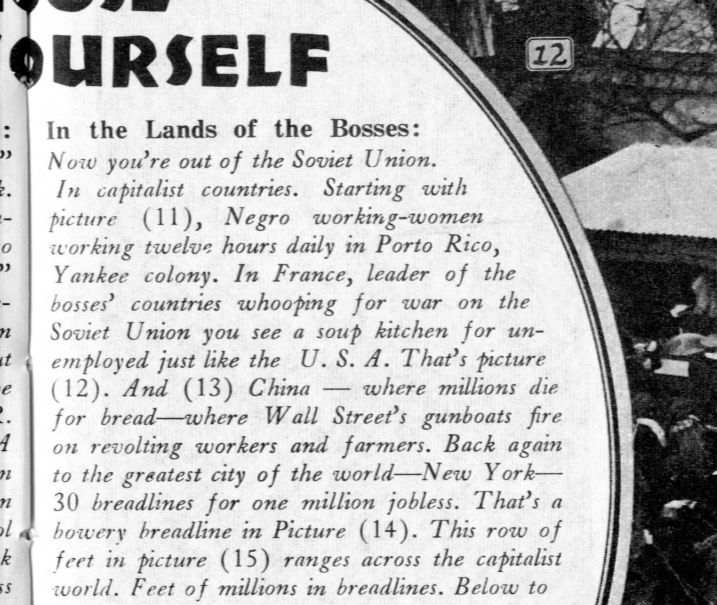 OURSELF
12
In the Lands of the Bosses:
Now you're out of the Soviet Union.
In capitalist countries. Starting with
picture (11), Negro working-women
working twelve hours daily in Porto Rico,
Yankee colony. In France, leader of the
bosses' countries whooping for war on the
Soviet Union you see a soup kitchen for un-
employed just like the U. S. A. That's picture
(12). And (13) China — where millions die
for bread—where Wall Street's gunboats fire
on revolting workers and farmers. Back again
to the greatest city of the world—New York—
30 breadlines for one million jobless. That's a
bowery breadline in Picture (14). This row of
feet in picture (15) ranges across the capitalist
world. Feet of millions in breadlines. Below to